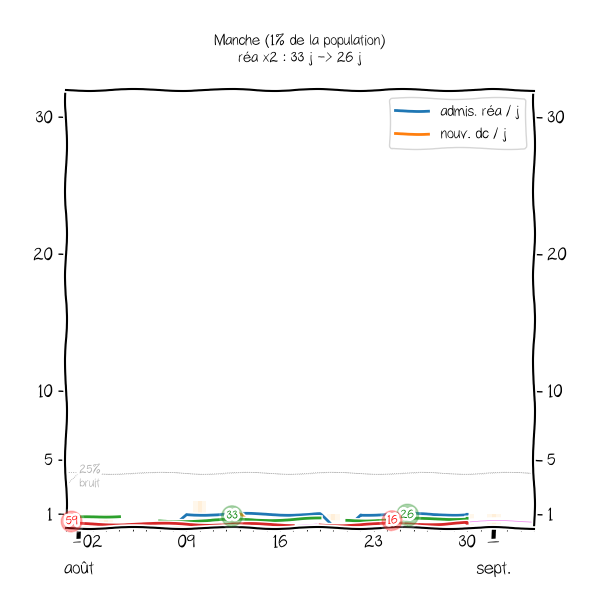 Manche (1% de la population)
réa x2 : 33 j -> 26 j
admis. réa / j
nouv. dc / j
30
30
20
20
10
10
5
5
25%
bruit
1
1
59
33
16
26
02
09
16
23
30
août
sept.